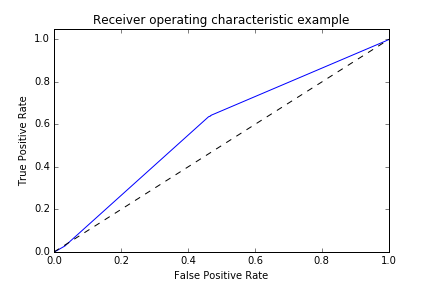 Receiver operating characteristic example
1.0
0.8
0.6
0.4
0.2
0.0
True Positive Rate
0.0 0.2 0.4 0.6 0.8 1.0
False Positive Rate